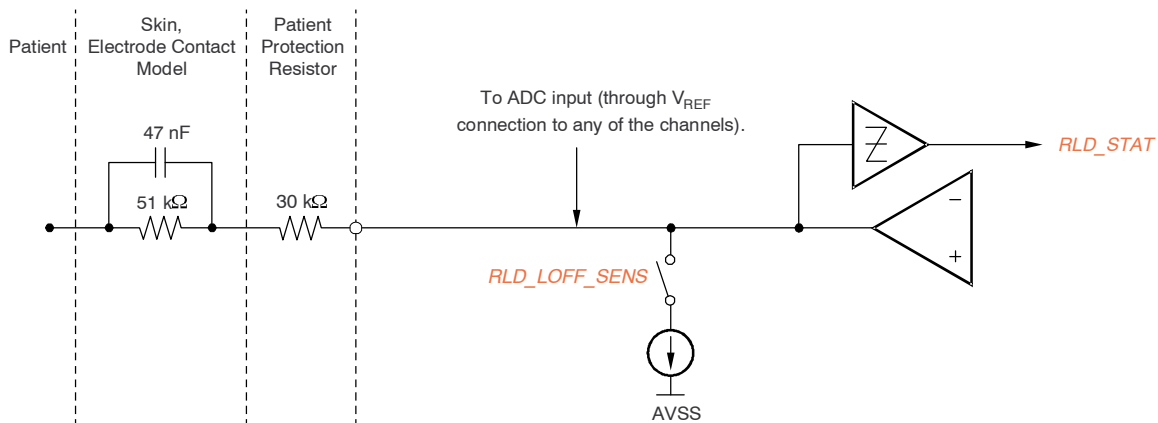 Patient
Skin,
Electrode Contact
Model
Patient
Protection
Resistor
47 nF
51 kΩ
30 kΩ
To ADC input (through VREF
connection to any of the channels).
RLD_STAT
RLD_LOFF_SENS
−
+
AVSS